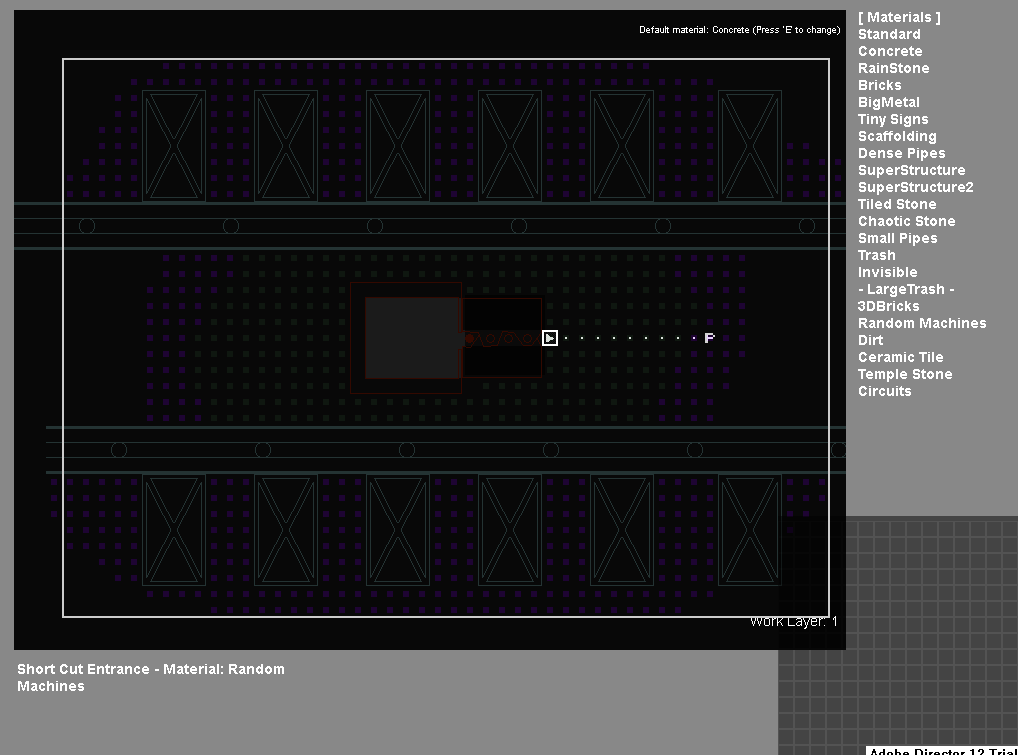 Default material: Concrete (Press 'E' to change)
[ Materials ]
Standard
Concrete
RainStone
Bricks
BigMetal
Tiny Signs
Scaffolding
Dense Pipes
SuperStructure
SuperStructure2
Tiled Stone
Chaotic Stone
Small Pipes
Trash
Invisible
- LargeTrash -
3DBricks
Random Machines
Dirt
Ceramic Tile
Temple Stone
Circuits
P
Work Layer: 1
Short Cut Entrance - Material: Random
Machines
Adobe Director 12 Trial